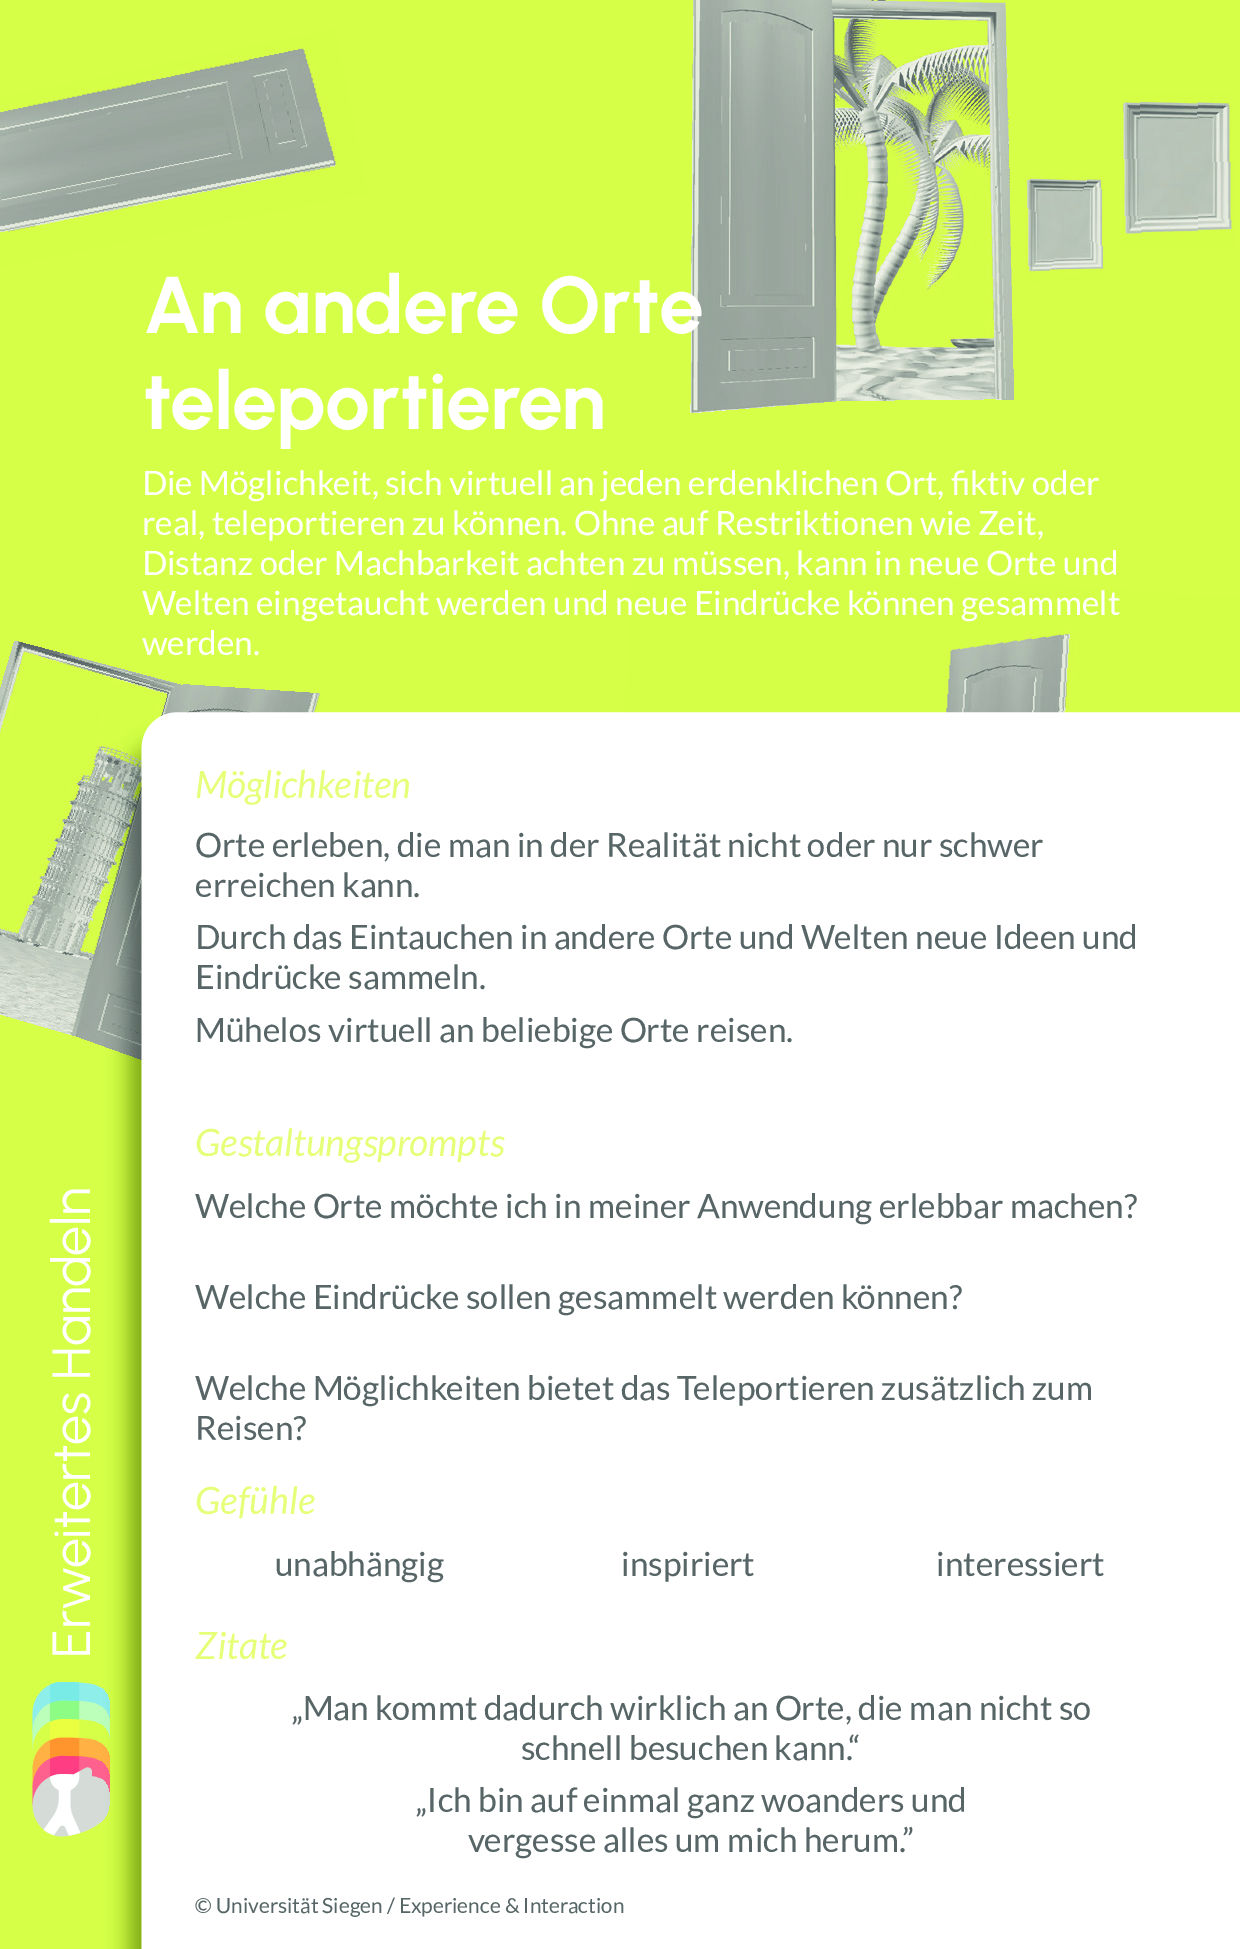 An andere Orte
teleportieren
Die Möglichkeit, sich virtuell an jeden erdenklichen Ort, fiktiv oder
real, teleportieren zu können. Ohne auf Restriktionen wie Zeit,
Distanz oder Machbarkeit achten zu müssen, kann in neue Orte und
Welten eingetaucht werden und neue Eindrücke können gesammelt
werden.
Möglichkeiten
Orte erleben, die man in der Realität nicht oder nur schwer
erreichen kann.
Durch das Eintauchen in andere Orte und Welten neue Ideen und
Eindrücke sammeln.
Mühelos virtuell an beliebige Orte reisen.
Gestaltungsprompts
Welche Orte möchte ich in meiner Anwendung erlebbar machen?
Welche Eindrücke sollen gesammelt werden können?
Welche Möglichkeiten bietet das Teleportieren zusätzlich zum
Reisen?
Gefühle
unabhängig inspiriert interessiert
Zitate
„Man kommt dadurch wirklich an Orte, die man nicht so
schnell besuchen kann.“
„Ich bin auf einmal ganz woanders und
vergesse alles um mich herum.”
© Universität Siegen / Experience & Interaction
Erweitertes Handeln